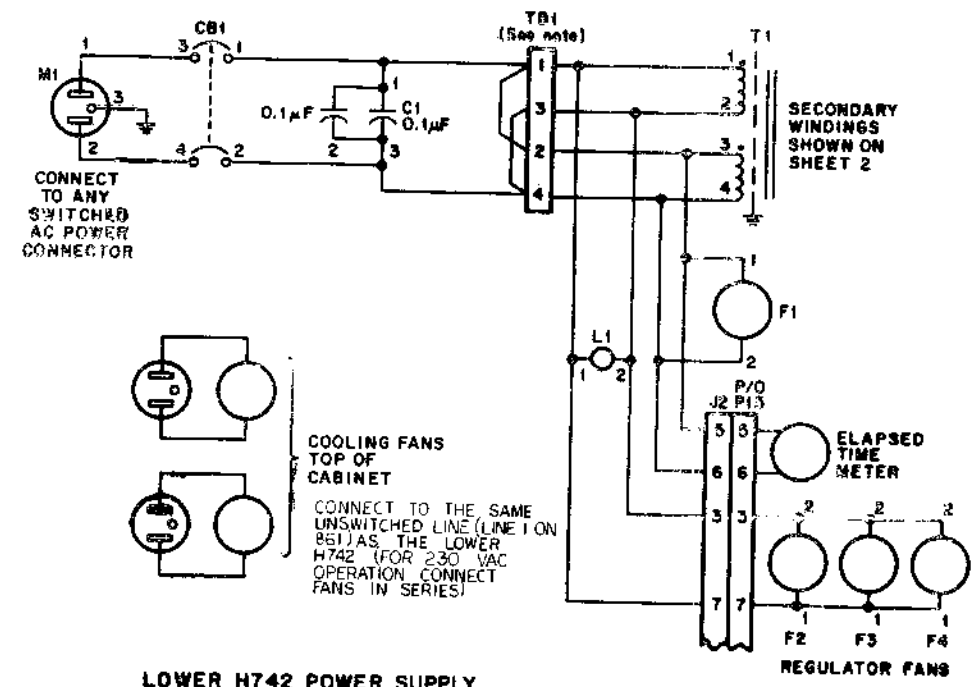 CB1
TB1
(See note)
T1
1
3
1
M1
3
2
4
2
1
0.1µF
C1
0.1µF
2
3
1
3
2
4
1
2
3
4
SECONDARY
WINDINGS
SHOWN ON
SHEET 2
CONNECT
TO ANY
SWITCHED
AC POWER
CONNECTOR
1
F1
2
L1
1
2
J2
P/O
P13
5
6
6
3
3
7
7
ELAPSED
TIME
METER
COOLING FANS
TOP OF
CABINET
CONNECT TO THE SAME
UNSWITCHED LINE (LINE 1 ON
861) AS THE LOWER
H742 (FOR 230 VAC
OPERATION CONNECT
FANS IN SERIES)
2
2
2
1
1
1
F2
F3
F4
REGULATOR FANS
LOWER H742 POWER SUPPLY